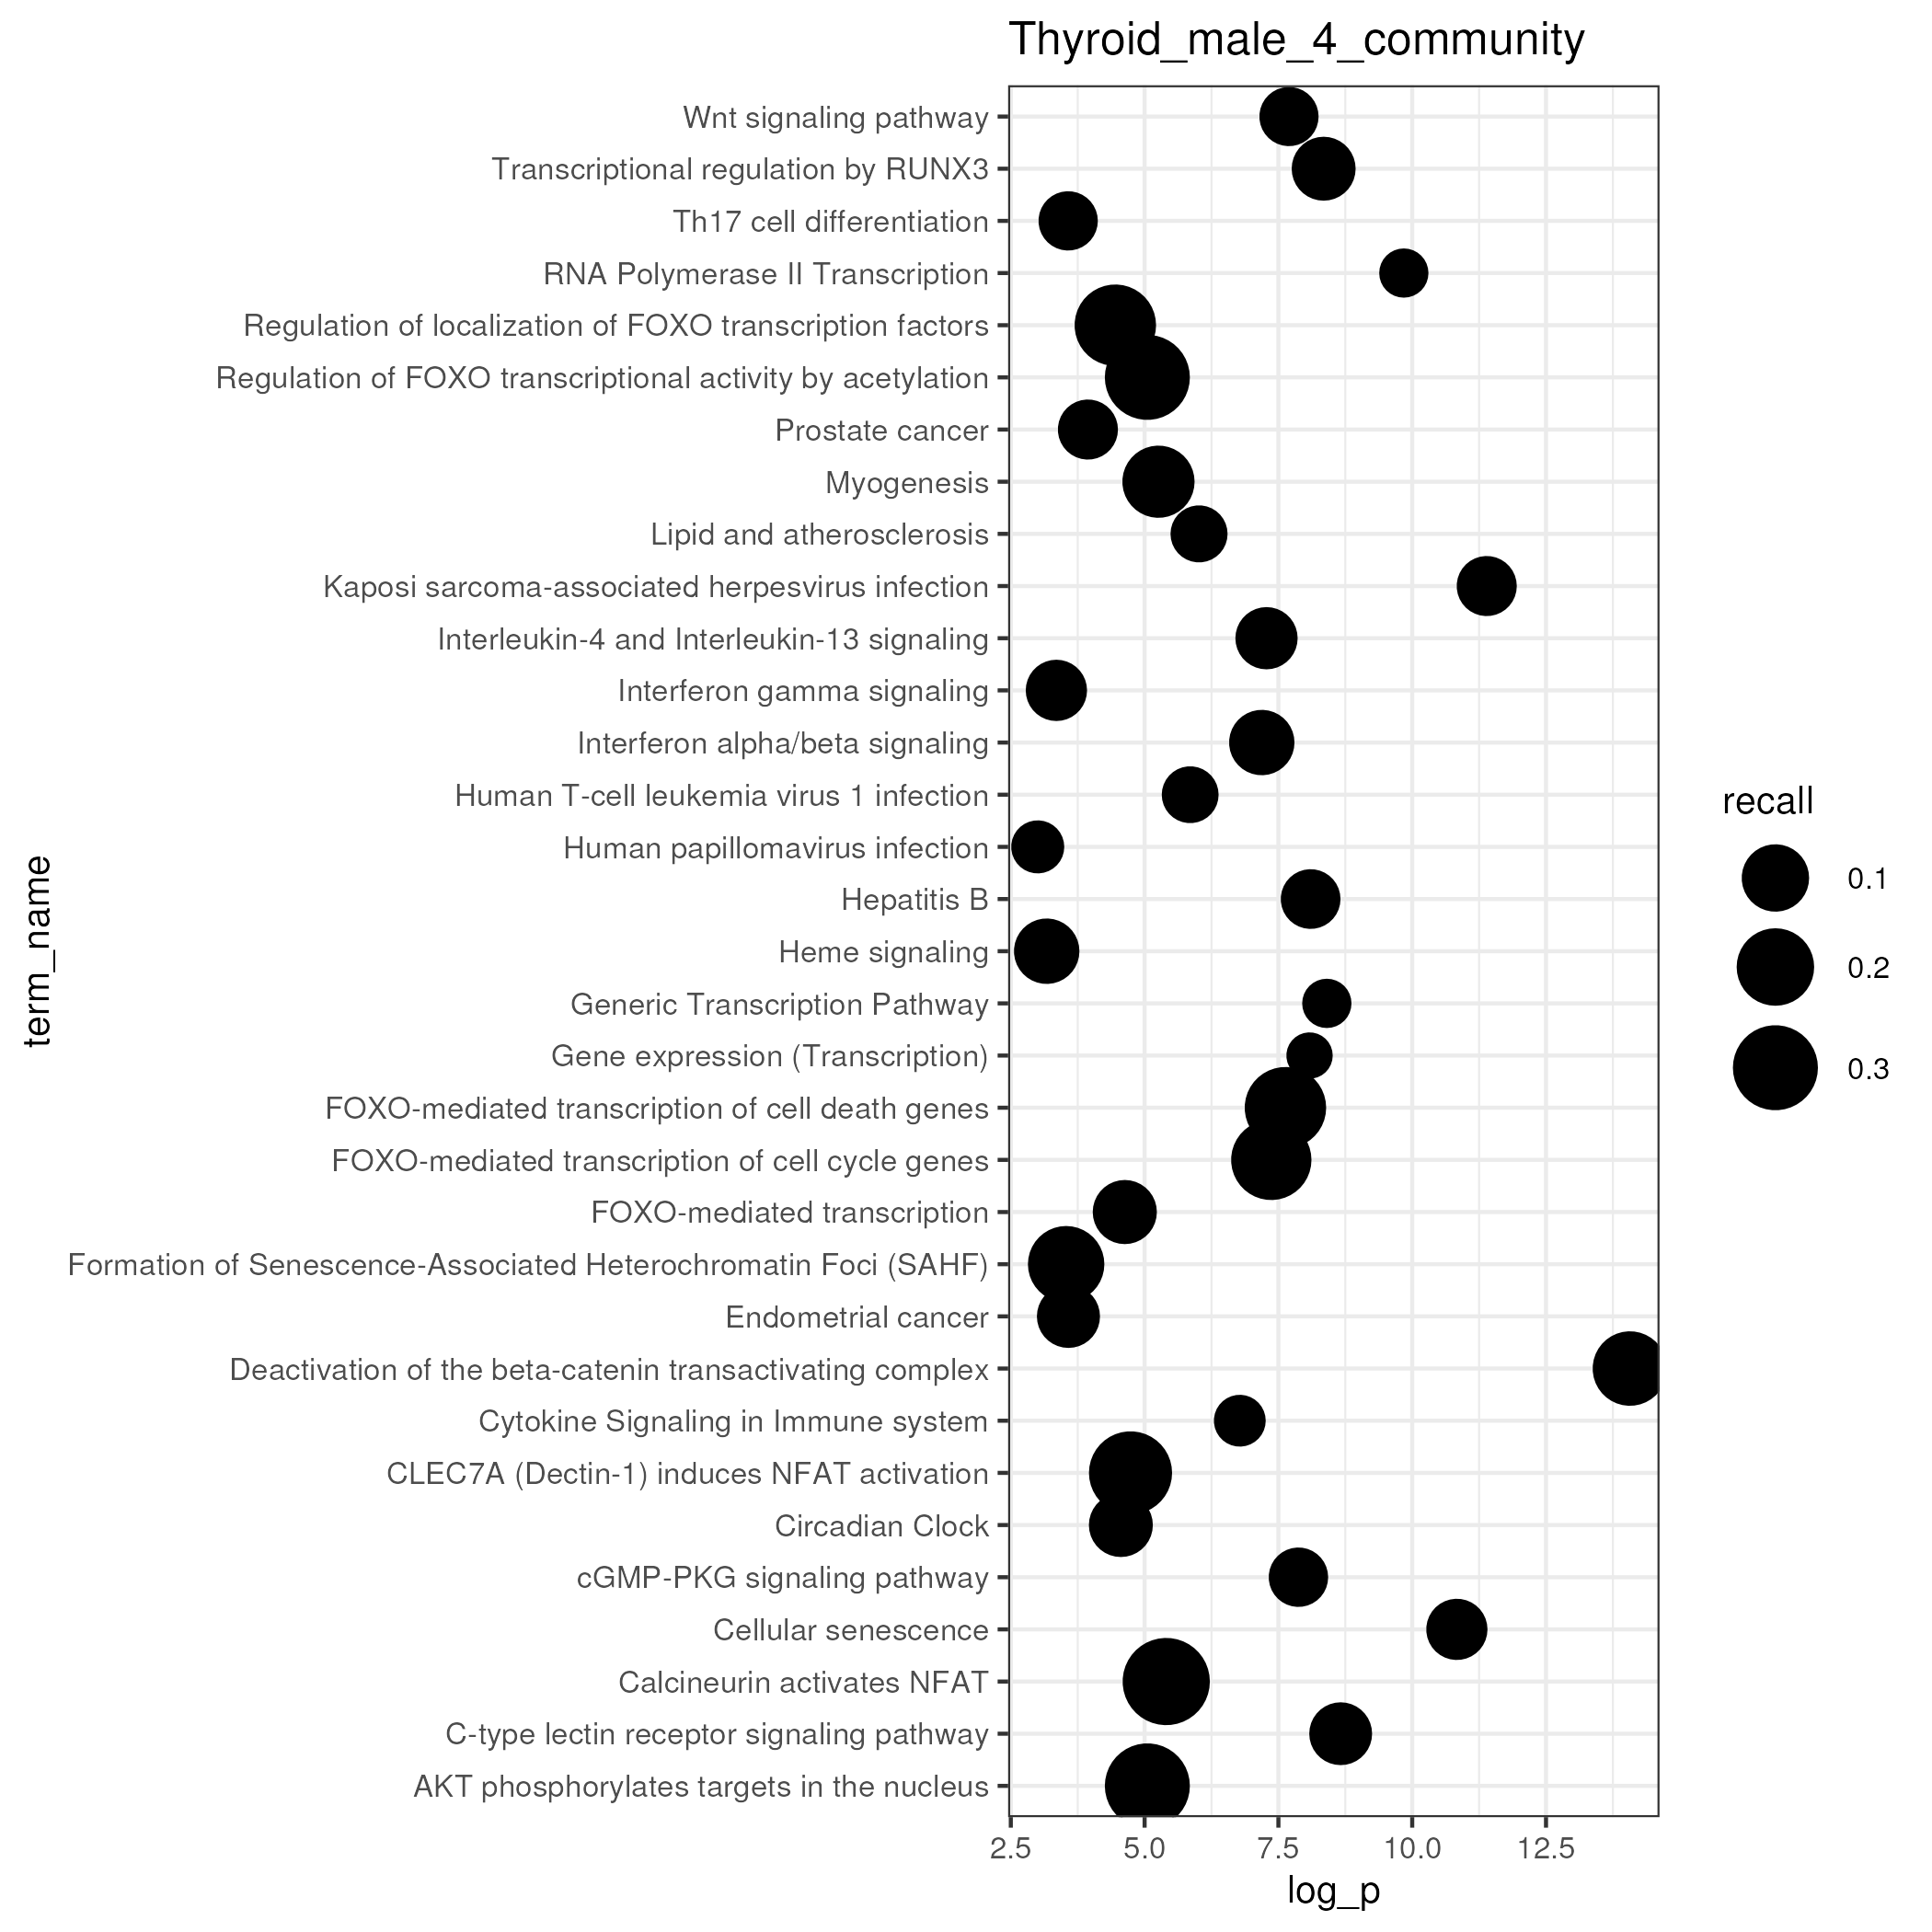 Thyroid_male_4_community
Wnt signaling pathway
Transcriptional regulation by RUNX3
Th17 cell differentiation
RNA Polymerase II Transcription
Regulation of localization of FOXO transcription factors
Regulation of FOXO transcriptional activity by acetylation
Prostate cancer
Myogenesis
Lipid and atherosclerosis
Kaposi sarcoma-associated herpesvirus infection
Interleukin-4 and Interleukin-13 signaling
Interferon gamma signaling
Interferon alpha/beta signaling
Human T-cell leukemia virus 1 infection
Human papillomavirus infection
Hepatitis B
Heme signaling
Generic Transcription Pathway
Gene expression (Transcription)
FOXO-mediated transcription of cell death genes
FOXO-mediated transcription of cell cycle genes
FOXO-mediated transcription
Formation of Senescence-Associated Heterochromatin Foci (SAHF)
Endometrial cancer
Deactivation of the beta-catenin transactivating complex
Cytokine Signaling in Immune system
CLEC7A (Dectin-1) induces NFAT activation
Circadian Clock
cGMP-PKG signaling pathway
Cellular senescence
Calcineurin activates NFAT
C-type lectin receptor signaling pathway
AKT phosphorylates targets in the nucleus
term_name
2.5 5.0 7.5 10.0 12.5
log_p
recall
0.1
0.2
0.3